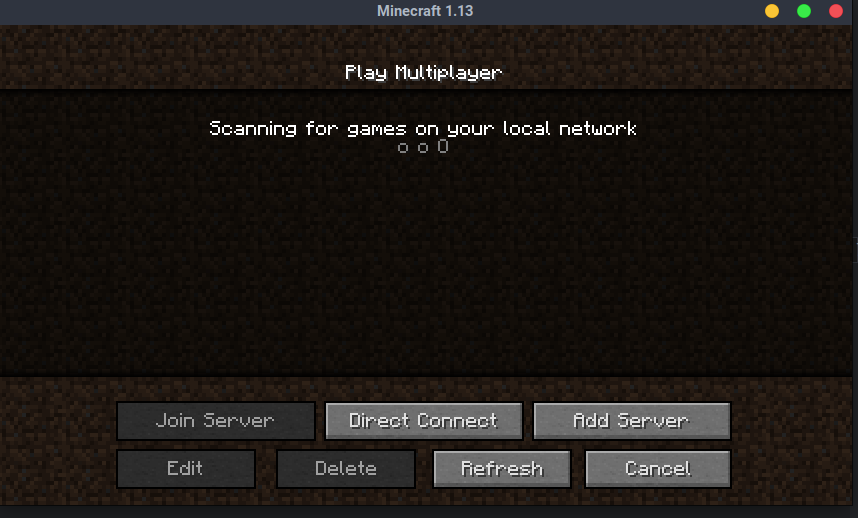 Minecraft 1.13
Play Multiplayer
Scanning for games on your local network
o o O
Join Server
Direct Connect
Add Server
Edit
Delete
Refresh
Cancel